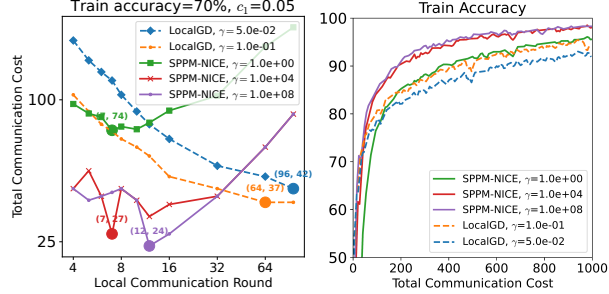 Train accuracy=70%, c₁=0.05
Total Communication Cost
100
25
LocalGD, γ=5.0e-02
LocalGD, γ=1.0e-01
SPPM-NICE, γ=1.0e+00
SPPM-NICE, γ=1.0e+04
SPPM-NICE, γ=1.0e+08
, 74)
(96, 42)
(64, 37)
(7, 27)
(12, 24)
4 8 16 32 64
Local Communication Round
Train Accuracy
100
90
80
70
60
50
SPPM-NICE, γ=1.0e+00
SPPM-NICE, γ=1.0e+04
SPPM-NICE, γ=1.0e+08
LocalGD, γ=1.0e-01
LocalGD, γ=5.0e-02
0 200 400 600 800 1000
Total Communication Cost